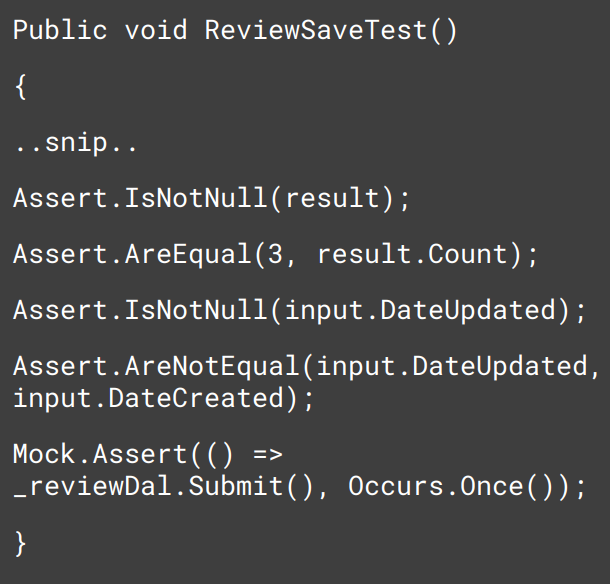 Public void ReviewSaveTest()
{
..snip..
Assert.IsNotNull(result);
Assert.AreEqual(3, result.Count);
Assert.IsNotNull(input.DateUpdated);
Assert.AreNotEqual(input.DateUpdated,
input.DateCreated);
Mock.Assert(() =>
_reviewDal.Submit(), Occurs.Once());
}